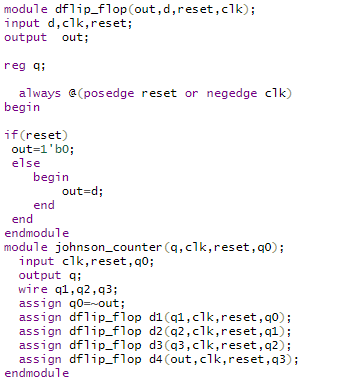 module dflip_flop(out,d,reset,clk);
input d,clk,reset;
output  out;
reg q;
always @(posedge reset or negedge clk)
begin
if(reset)
out=1'b0;
else
begin
out=d;
end
end
endmodule
module johnson_counter(q,clk,reset,q0);
input clk,reset,q0;
output q;
wire q1,q2,q3;
assign q0=~out;
assign dflip_flop d1(q1,clk,reset,q0);
assign dflip_flop d2(q2,clk,reset,q1);
assign dflip_flop d3(q3,clk,reset,q2);
assign dflip_flop d4(out,clk,reset,q3);
endmodule